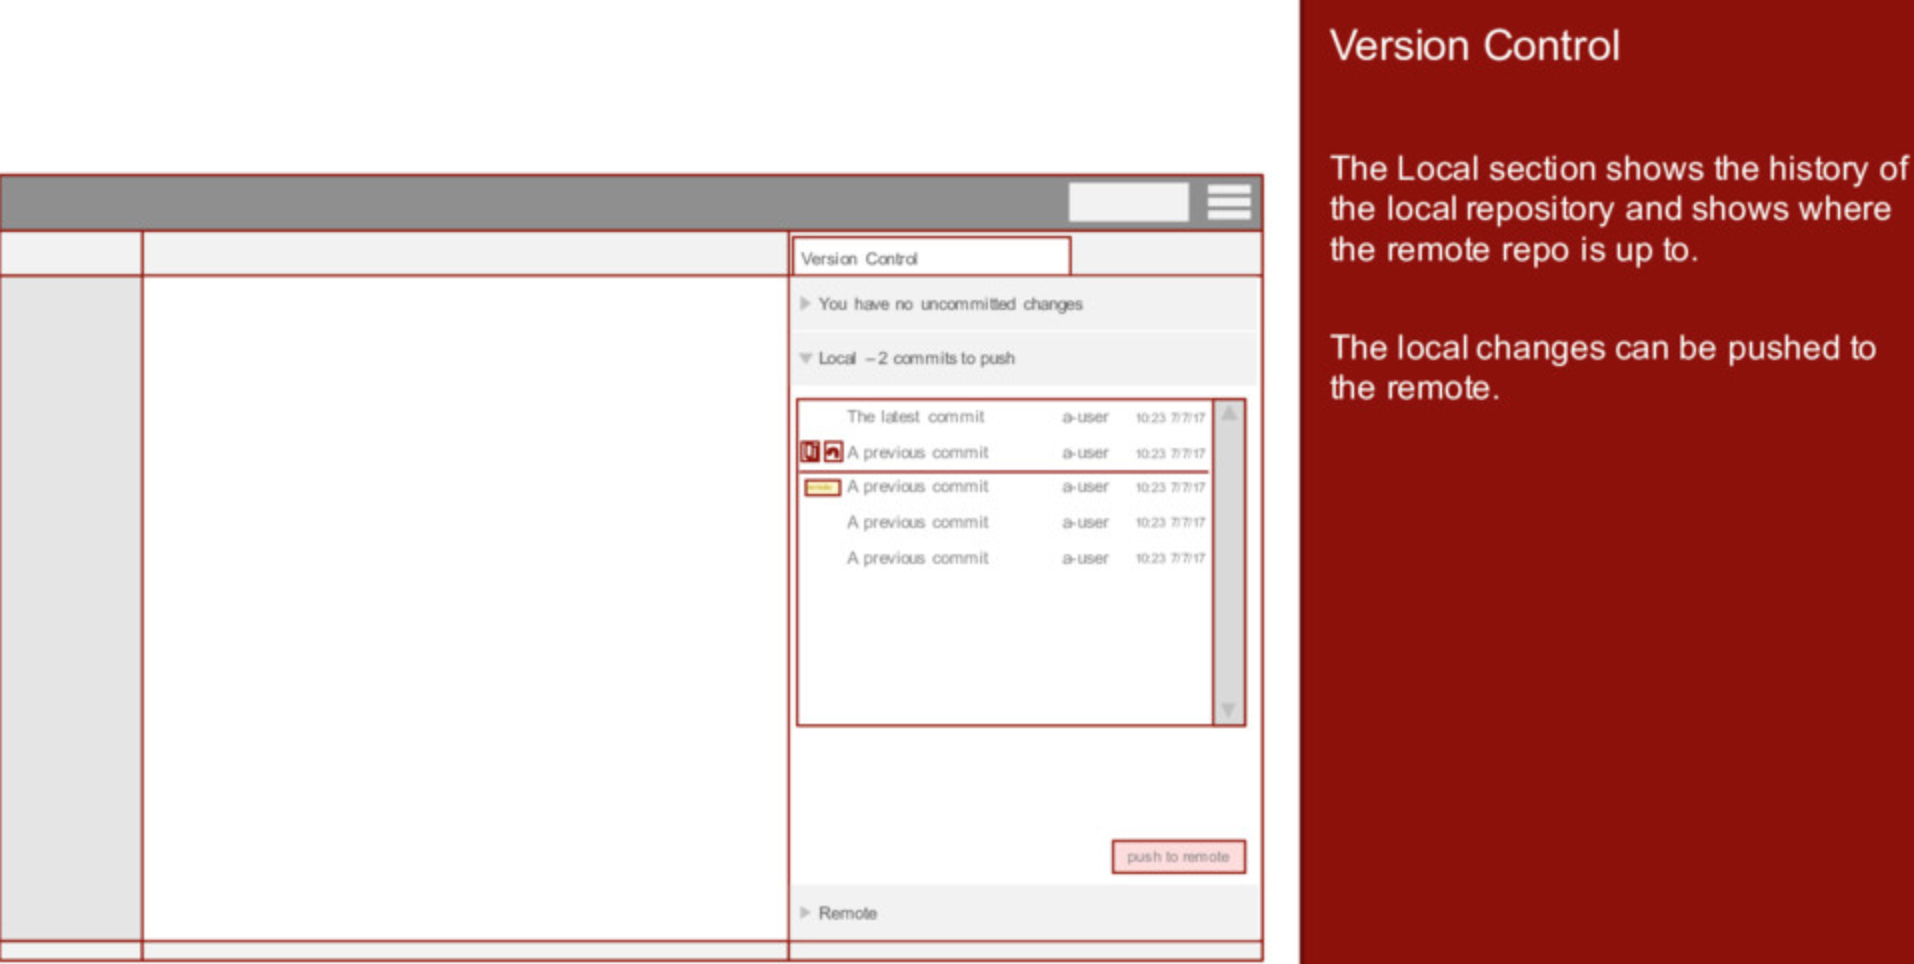 Version Control
You have no uncommitted changes
Local – 2 commits to push
The latest commit a-user 10:23 7/7/17
A previous commit a-user 10:23 7/7/17
A previous commit a-user 10:23 7/7/17
A previous commit a-user 10:23 7/7/17
A previous commit a-user 10:23 7/7/17
push to remote
Remote
Version Control
The Local section shows the history of
the local repository and shows where
the remote repo is up to.
The local changes can be pushed to
the remote.